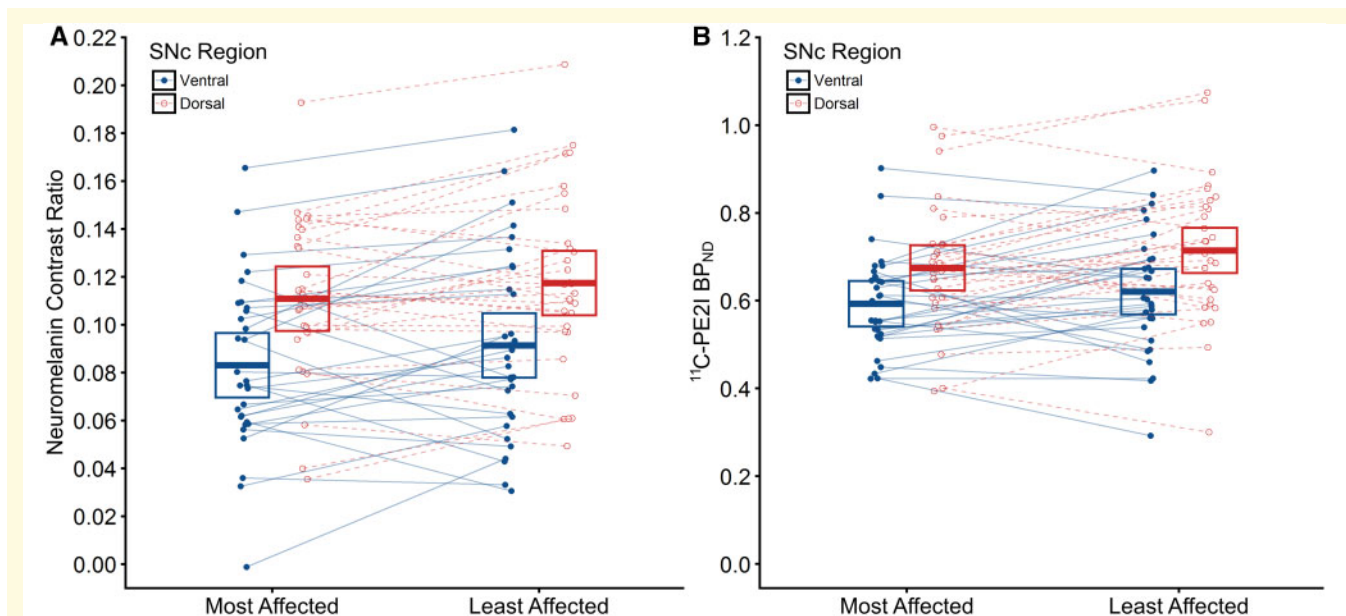 A
SNc Region
Ventral
Dorsal
Neuromelanin Contrast Ratio
0.22
0.20
0.18
0.16
0.14
0.12
0.10
0.08
0.06
0.04
0.02
0.00
Most Affected
Least Affected
B
SNc Region
Ventral
Dorsal
¹¹C-PE2I BP_ND
1.2
1.0
0.8
0.6
0.4
0.2
0.0
Most Affected
Least Affected